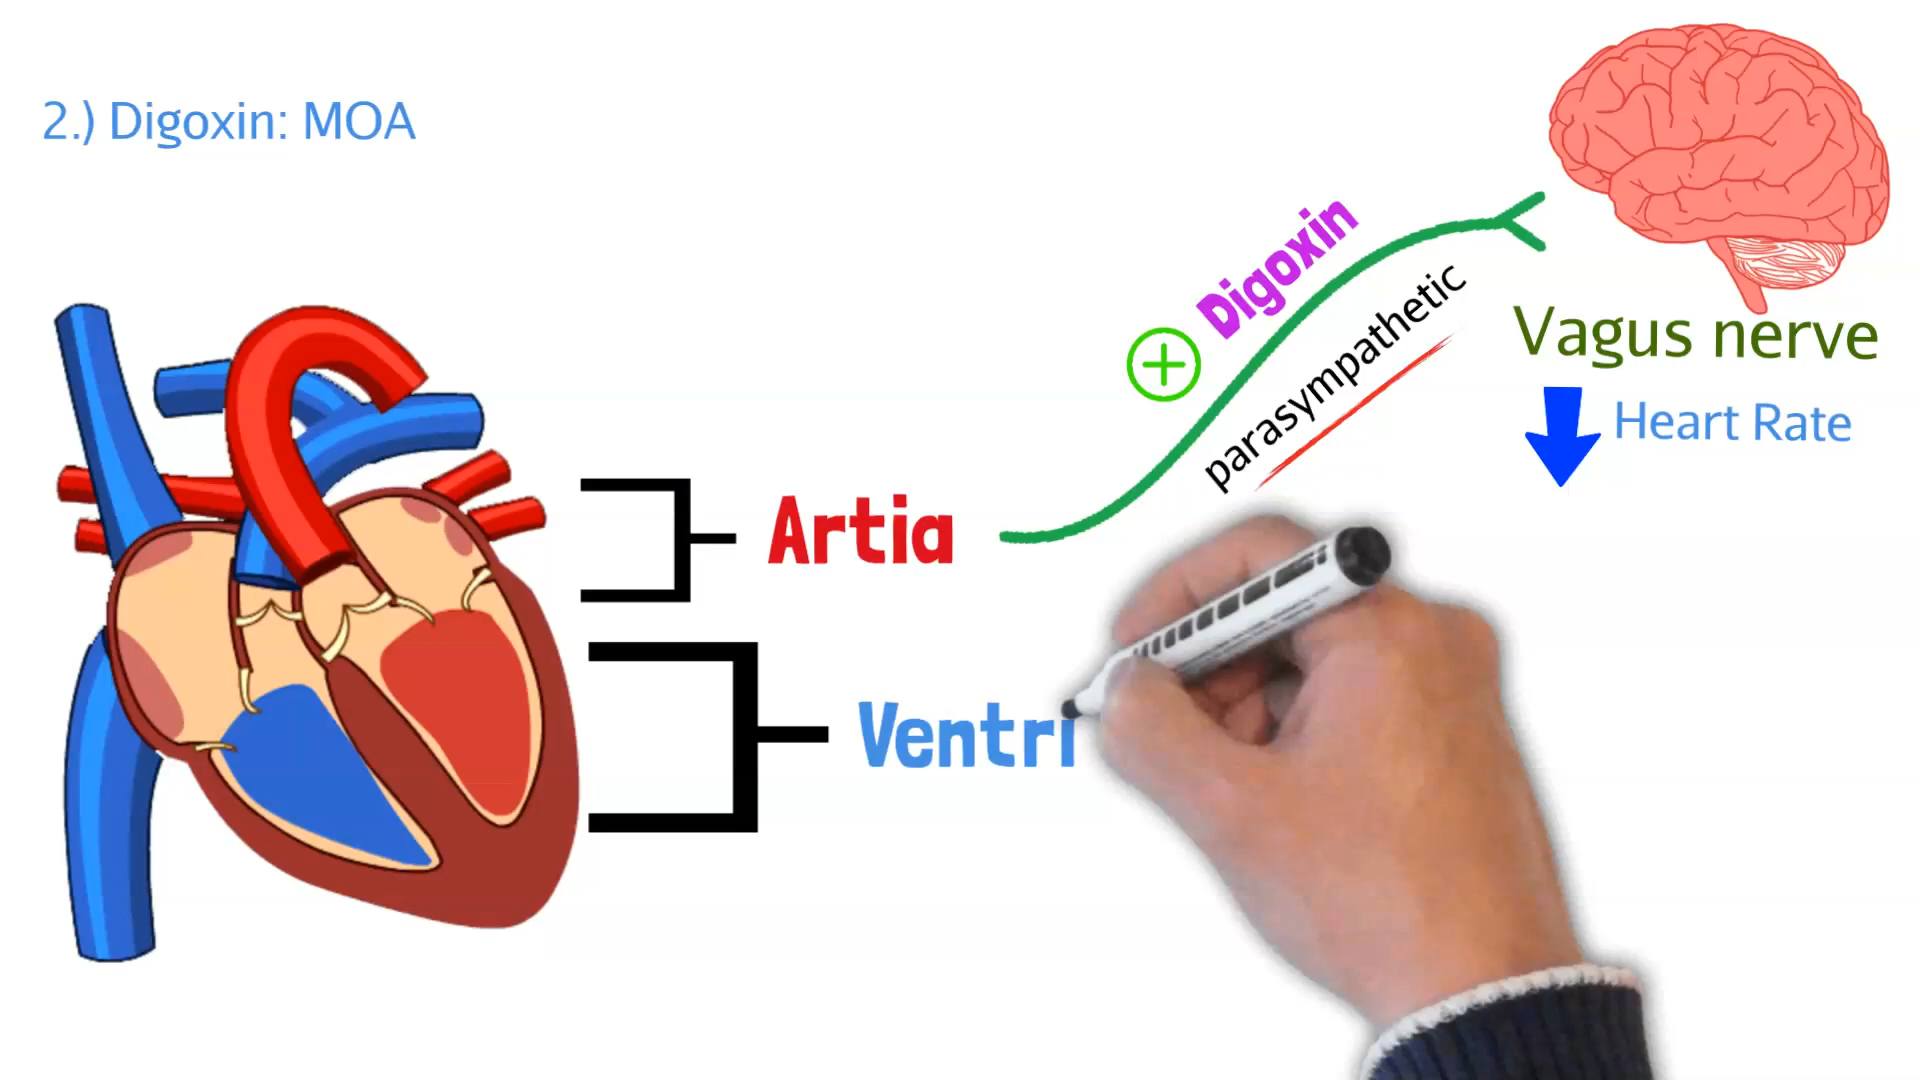 2.) Digoxin: MOA
Digoxin
parasympathetic
Vagus nerve
Heart Rate
Artia
Ventri